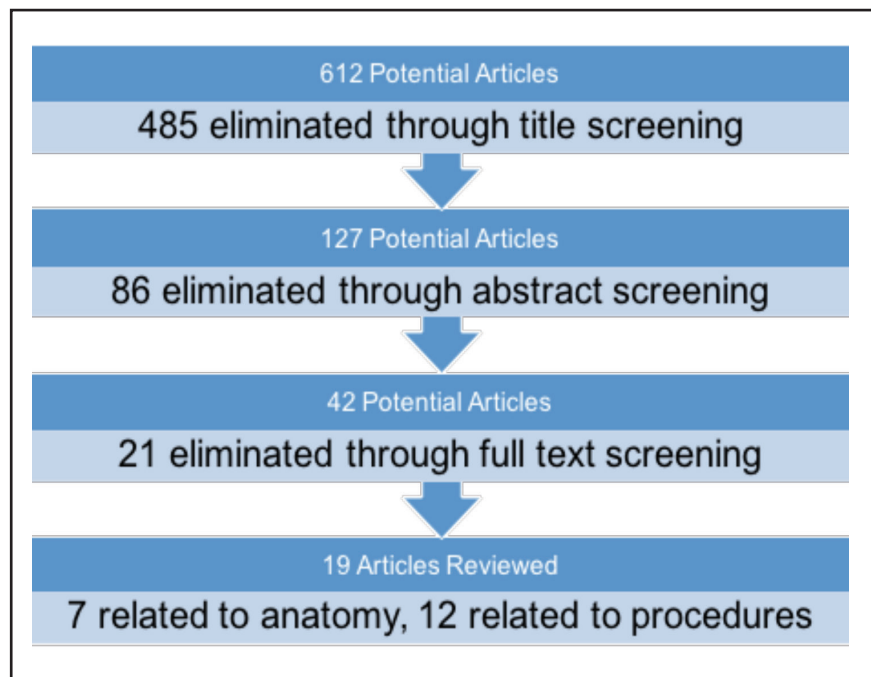 612 Potential Articles
485 eliminated through title screening
127 Potential Articles
86 eliminated through abstract screening
42 Potential Articles
21 eliminated through full text screening
19 Articles Reviewed
7 related to anatomy, 12 related to procedures